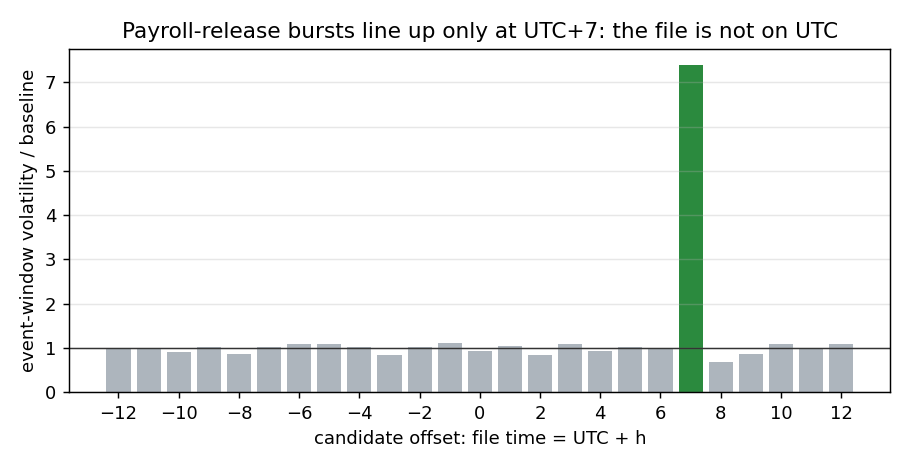 Payroll-release bursts line up only at UTC+7: the file is not on UTC
event-window volatility / baseline
7
6
5
4
3
2
1
0
−12 −10 −8 −6 −4 −2 0 2 4 6 8 10 12
candidate offset: file time = UTC + h